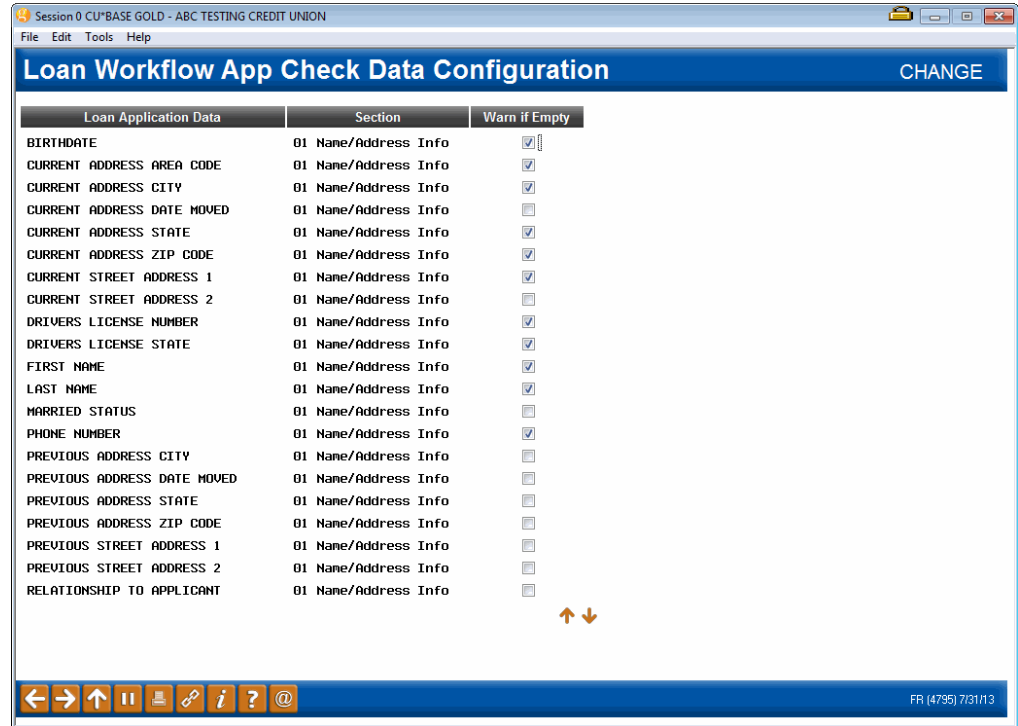 Session 0 CU*BASE GOLD - ABC TESTING CREDIT UNION
File Edit Tools Help
Loan Workflow App Check Data Configuration CHANGE
Loan Application Data Section Warn if Empty
BIRTHDATE 01 Name/Address Info
CURRENT ADDRESS AREA CODE 01 Name/Address Info
CURRENT ADDRESS CITY 01 Name/Address Info
CURRENT ADDRESS DATE MOVED 01 Name/Address Info
CURRENT ADDRESS STATE 01 Name/Address Info
CURRENT ADDRESS ZIP CODE 01 Name/Address Info
CURRENT STREET ADDRESS 1 01 Name/Address Info
CURRENT STREET ADDRESS 2 01 Name/Address Info
DRIVERS LICENSE NUMBER 01 Name/Address Info
DRIVERS LICENSE STATE 01 Name/Address Info
FIRST NAME 01 Name/Address Info
LAST NAME 01 Name/Address Info
MARRIED STATUS 01 Name/Address Info
PHONE NUMBER 01 Name/Address Info
PREVIOUS ADDRESS CITY 01 Name/Address Info
PREVIOUS ADDRESS DATE MOVED 01 Name/Address Info
PREVIOUS ADDRESS STATE 01 Name/Address Info
PREVIOUS ADDRESS ZIP CODE 01 Name/Address Info
PREVIOUS STREET ADDRESS 1 01 Name/Address Info
PREVIOUS STREET ADDRESS 2 01 Name/Address Info
RELATIONSHIP TO APPLICANT 01 Name/Address Info
i ? @ FR (4795) 7/31/13